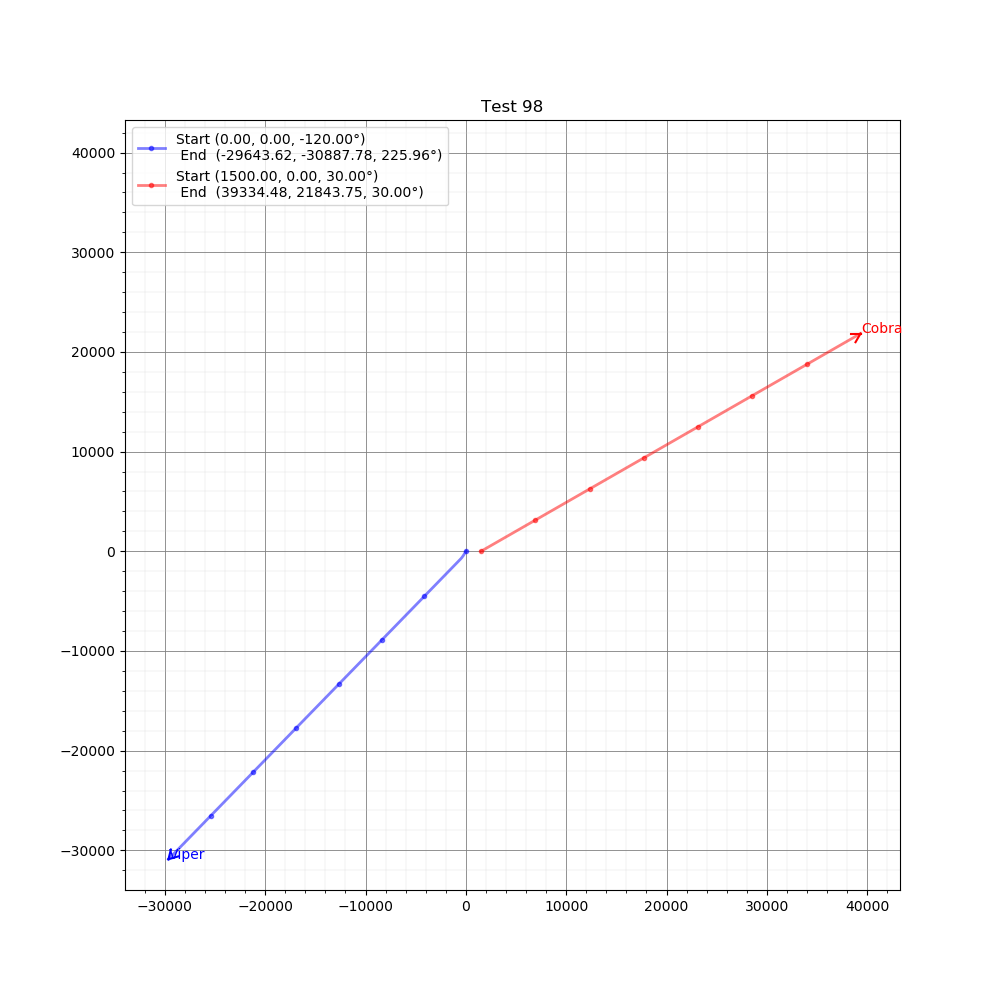 Test 98
Start (0.00, 0.00, -120.00°)
End (-29643.62, -30887.78, 225.96°)
Start (1500.00, 0.00, 30.00°)
End (39334.48, 21843.75, 30.00°)
40000
30000
20000
10000
0
−10000
−20000
−30000
Cobra
Viper
−30000 −20000 −10000 0 10000 20000 30000 40000